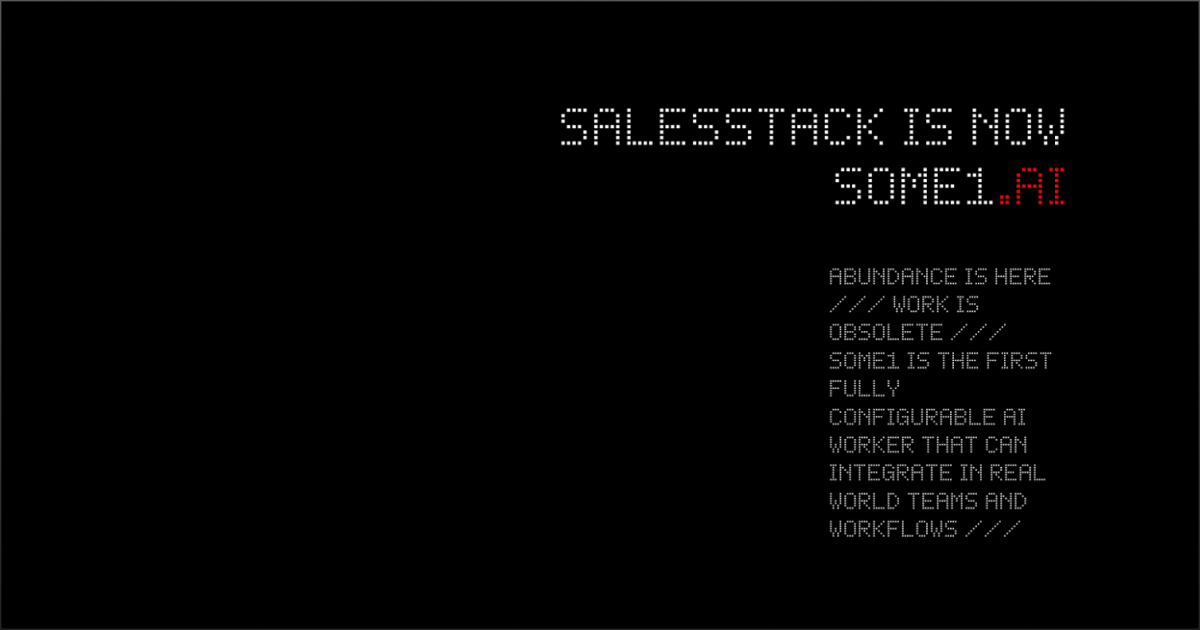 SALESSTACK IS NOW
SOME1.AI
ABUNDANCE IS HERE
/// WORK IS
OBSOLETE ///
SOME1 IS THE FIRST
FULLY
CONFIGURABLE AI
WORKER THAT CAN
INTEGRATE IN REAL
WORLD TEAMS AND
WORKFLOWS ///